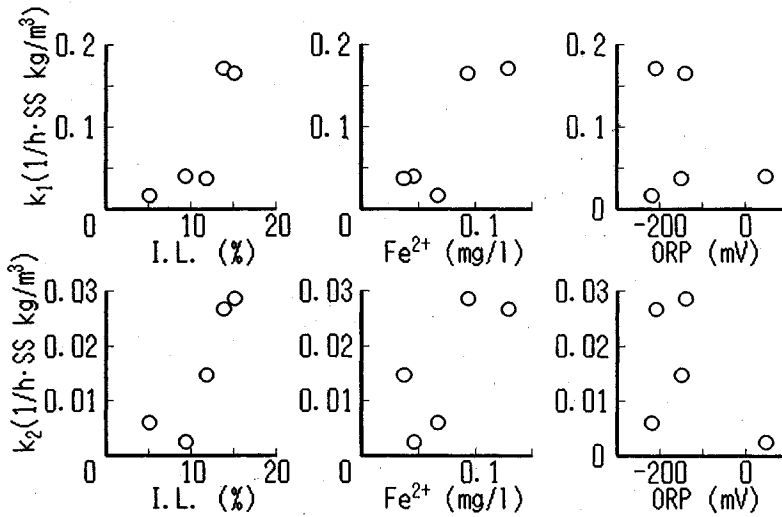 0.2 0.2 0.2
0.1 0.1 0.1
0 0 0
k₁(1/h·SS kg/m³)
0 10 20 0.1 -200 0
I.L. (%) Fe²⁺ (mg/l) ORP (mV)
0.03 0.03 0.03
0.02 0.02 0.02
0.01 0.01 0.01
0 0 0
k₂(1/h·SS kg/m³)
10 20 0.1 -200 0
I.L. (%) Fe²⁺ (mg/l) ORP (mV)